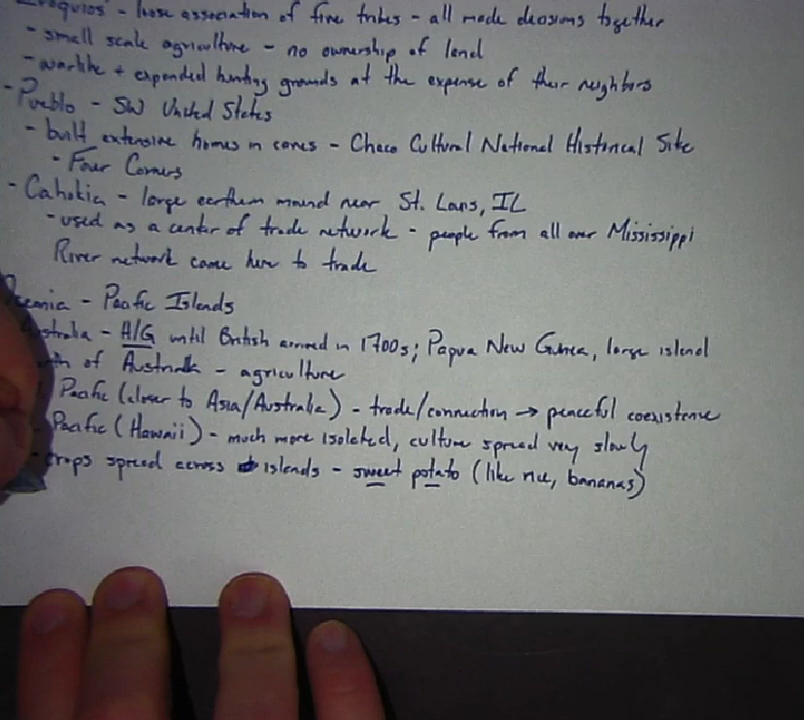 Iroquios - loose association of five tribes - all made decisions together
- small scale agriculture - no ownership of land
- warlike + expanded hunting grounds at the expense of their neighbors
- Pueblo - SW United States
- built extensive homes in caves - Chaco Cultural National Historical Site
- Four Corners
- Cahokia - large earthen mound near St. Louis, IL
- used as a center of trade network - people from all over Mississippi
River network came here to trade
Oceania - Pacific Islands
Australia - H/G until British arrived in 1700s; Papua New Guinea, large island
of Australia - agriculture
Pacific (closer to Asia/Australia) - trade/connection → peaceful coexistence
Pacific (Hawaii) - much more isolated, culture spread very slowly
- crops spread across islands - sweet potato (like rice, bananas)